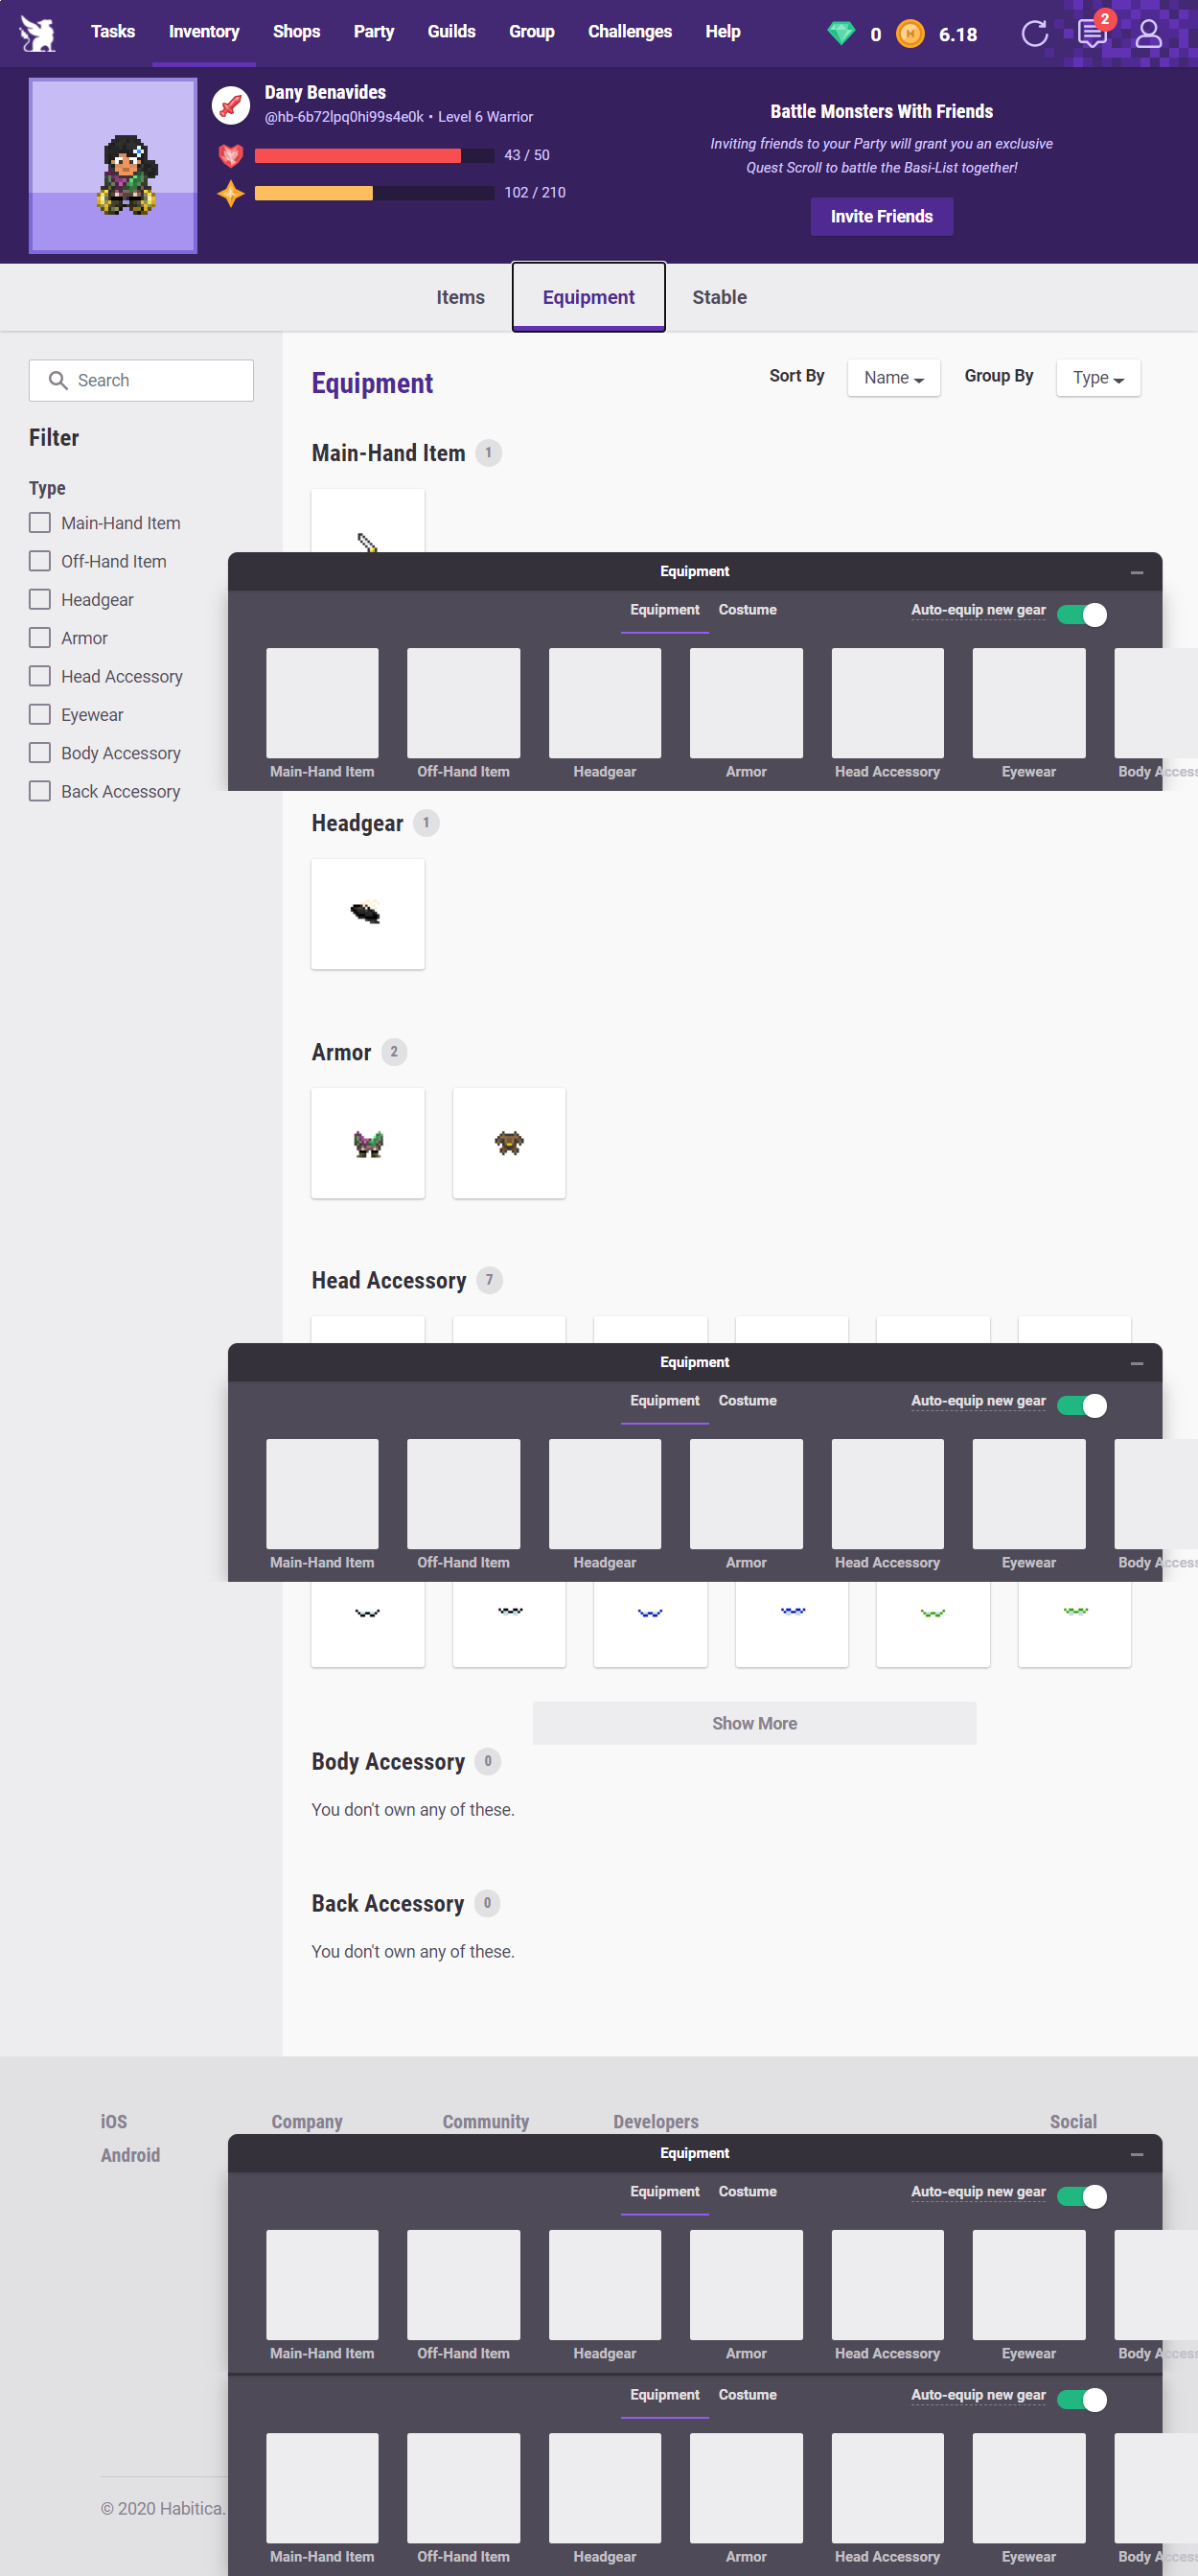 Tasks Inventory Shops Party Guilds Group Challenges Help 0 6.18 2
Dany Benavides
@hb-6b72lpq0hi99s4e0k • Level 6 Warrior
43 / 50
102 / 210
Battle Monsters With Friends
Inviting friends to your Party will grant you an exclusive
Quest Scroll to battle the Basi-List together!
Invite Friends
Items Equipment Stable
Search
Filter
Type
Main-Hand Item
Off-Hand Item
Headgear
Armor
Head Accessory
Eyewear
Body Accessory
Back Accessory
Equipment
Sort By Name Group By Type
Main-Hand Item 1
Equipment
Equipment Costume Auto-equip new gear
Main-Hand Item Off-Hand Item Headgear Armor Head Accessory Eyewear Body Access
Headgear 1
Armor 2
Head Accessory 7
Equipment
Equipment Costume Auto-equip new gear
Main-Hand Item Off-Hand Item Headgear Armor Head Accessory Eyewear Body Access
Show More
Body Accessory 0
You don't own any of these.
Back Accessory 0
You don't own any of these.
iOS Company Community Developers Social
Android
Equipment
Equipment Costume Auto-equip new gear
Main-Hand Item Off-Hand Item Headgear Armor Head Accessory Eyewear Body Access
Equipment Costume Auto-equip new gear
© 2020 Habitica.
Main-Hand Item Off-Hand Item Headgear Armor Head Accessory Eyewear Body Access